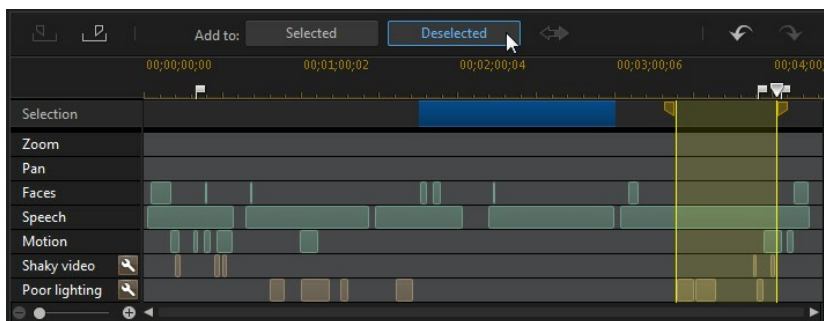 Add to: Selected Deselected
00;00;00;00 00;01;00;02 00;02;00;04 00;03;00;06 00;04;00;
Selection
Zoom
Pan
Faces
Speech
Motion
Shaky video
Poor lighting